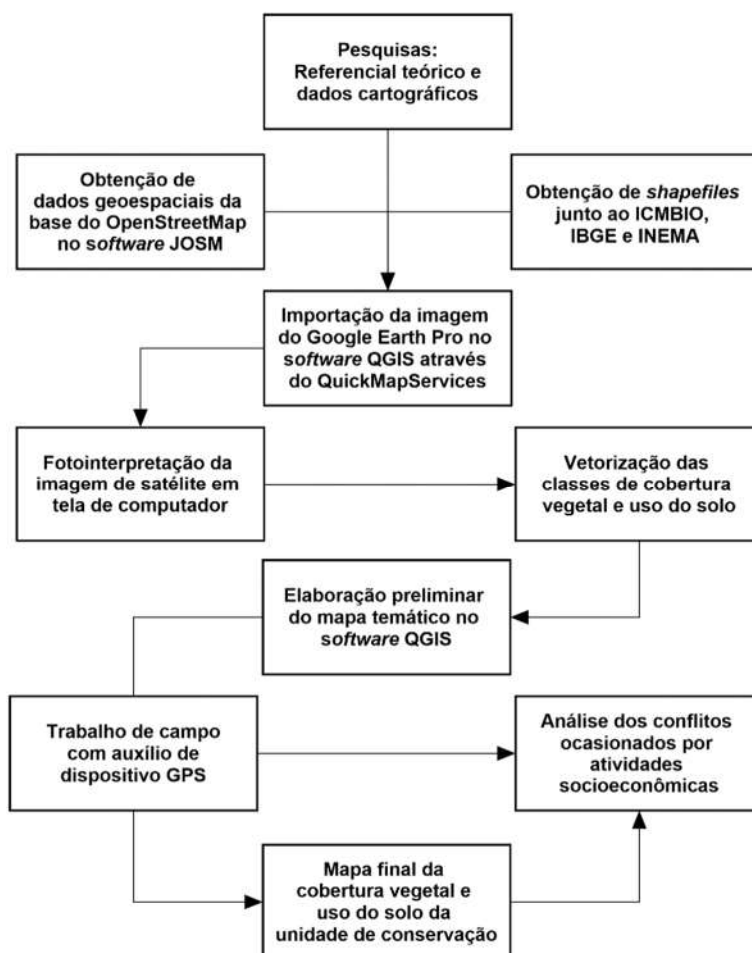 Pesquisas:
Referencial teórico e
dados cartográficos
Obtenção de
dados geoespaciais da
base do OpenStreetMap
no software JOSM
Obtenção de shapefiles
junto ao ICMBIO,
IBGE e INEMA
Importação da imagem
do Google Earth Pro no
software QGIS através
do QuickMapServices
Fotointerpretação da
imagem de satélite em
tela de computador
Vetorização das
classes de cobertura
vegetal e uso do solo
Elaboração preliminar
do mapa temático no
software QGIS
Trabalho de campo
com auxílio de
dispositivo GPS
Análise dos conflitos
ocasionados por
atividades
socioeconômicas
Mapa final da
cobertura vegetal e
uso do solo da
unidade de conservação